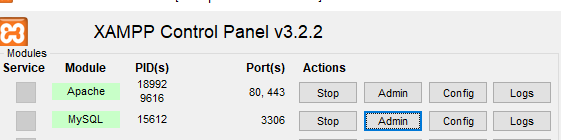 XAMPP Control Panel v3.2.2
Modules
Service Module PID(s) Port(s) Actions
Apache 18992 9616 80, 443 Stop Admin Config Logs
MySQL 15612 3306 Stop Admin Config Logs